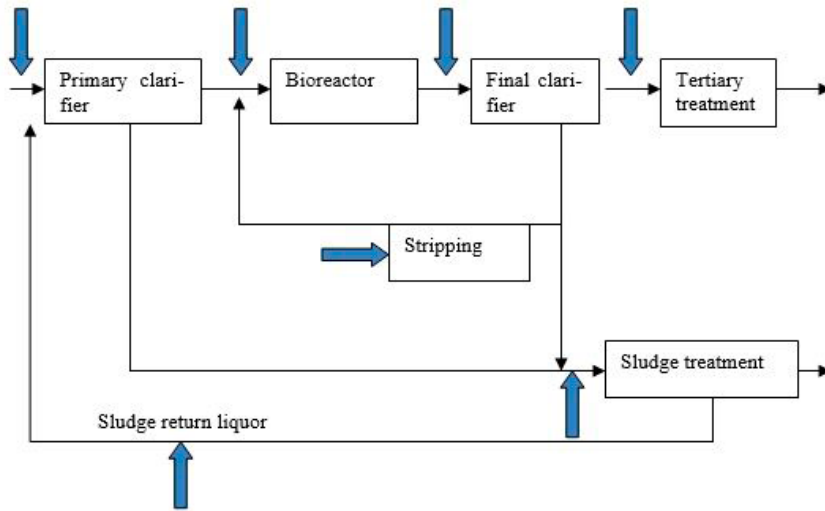 Primary clari-
fier
Bioreactor
Final clari-
fier
Tertiary
treatment
Stripping
Sludge treatment
Sludge return liquor